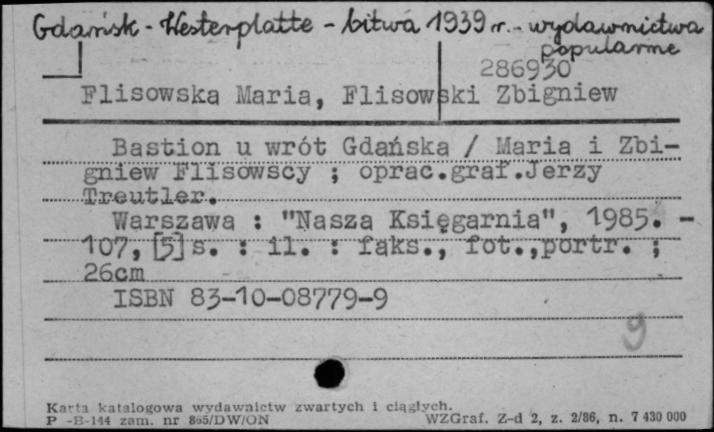 Gdańsk - Westerplatte - bitwa 1939 r. - wydawnictwa
popularne
286930
Flisowska Maria, Flisowski Zbigniew
Bastion u wrót Gdańska / Maria i Zbi-
gniew Flisowscy ; oprac.graf.Jerzy
Treutler.
Warszawa : "Nasza Księgarnia", 1985. -
107, [5] s. : il. : faks., fot.,portr. ;
26cm
ISBN 83-10-08779-9
9
Karta katalogowa wydawnictw zwartych i ciągłych.
P -B-144 zam. nr 865/DW/ON WZGraf. Z-d 2, z. 2/86, n. 7 430 000